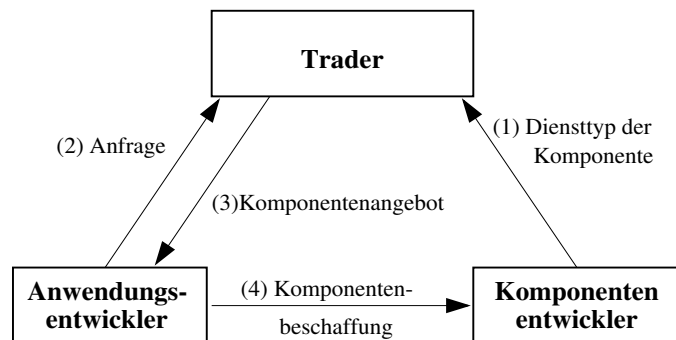 Trader
(1) Diensttyp der
Komponente
(2) Anfrage
(3)Komponentenangebot
Anwendungs-
entwickler
(4) Komponenten-
beschaffung
Komponenten
entwickler